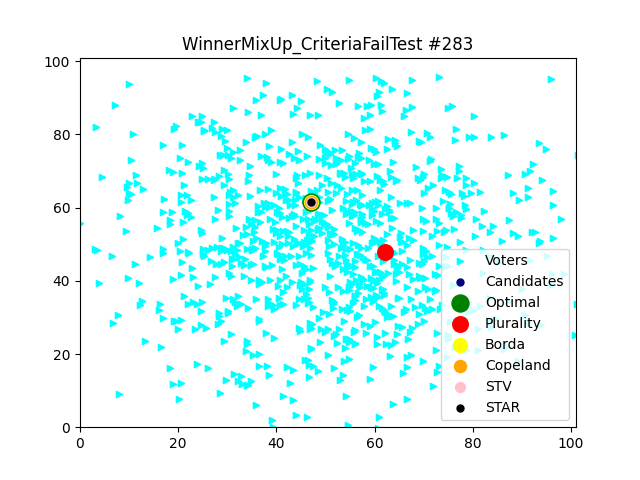 WinnerMixUp_CriteriaFailTest #283
100
80
60
40
20
0
0
20
40
60
80
100
Voters
Candidates
Optimal
Plurality
Borda
Copeland
STV
STAR